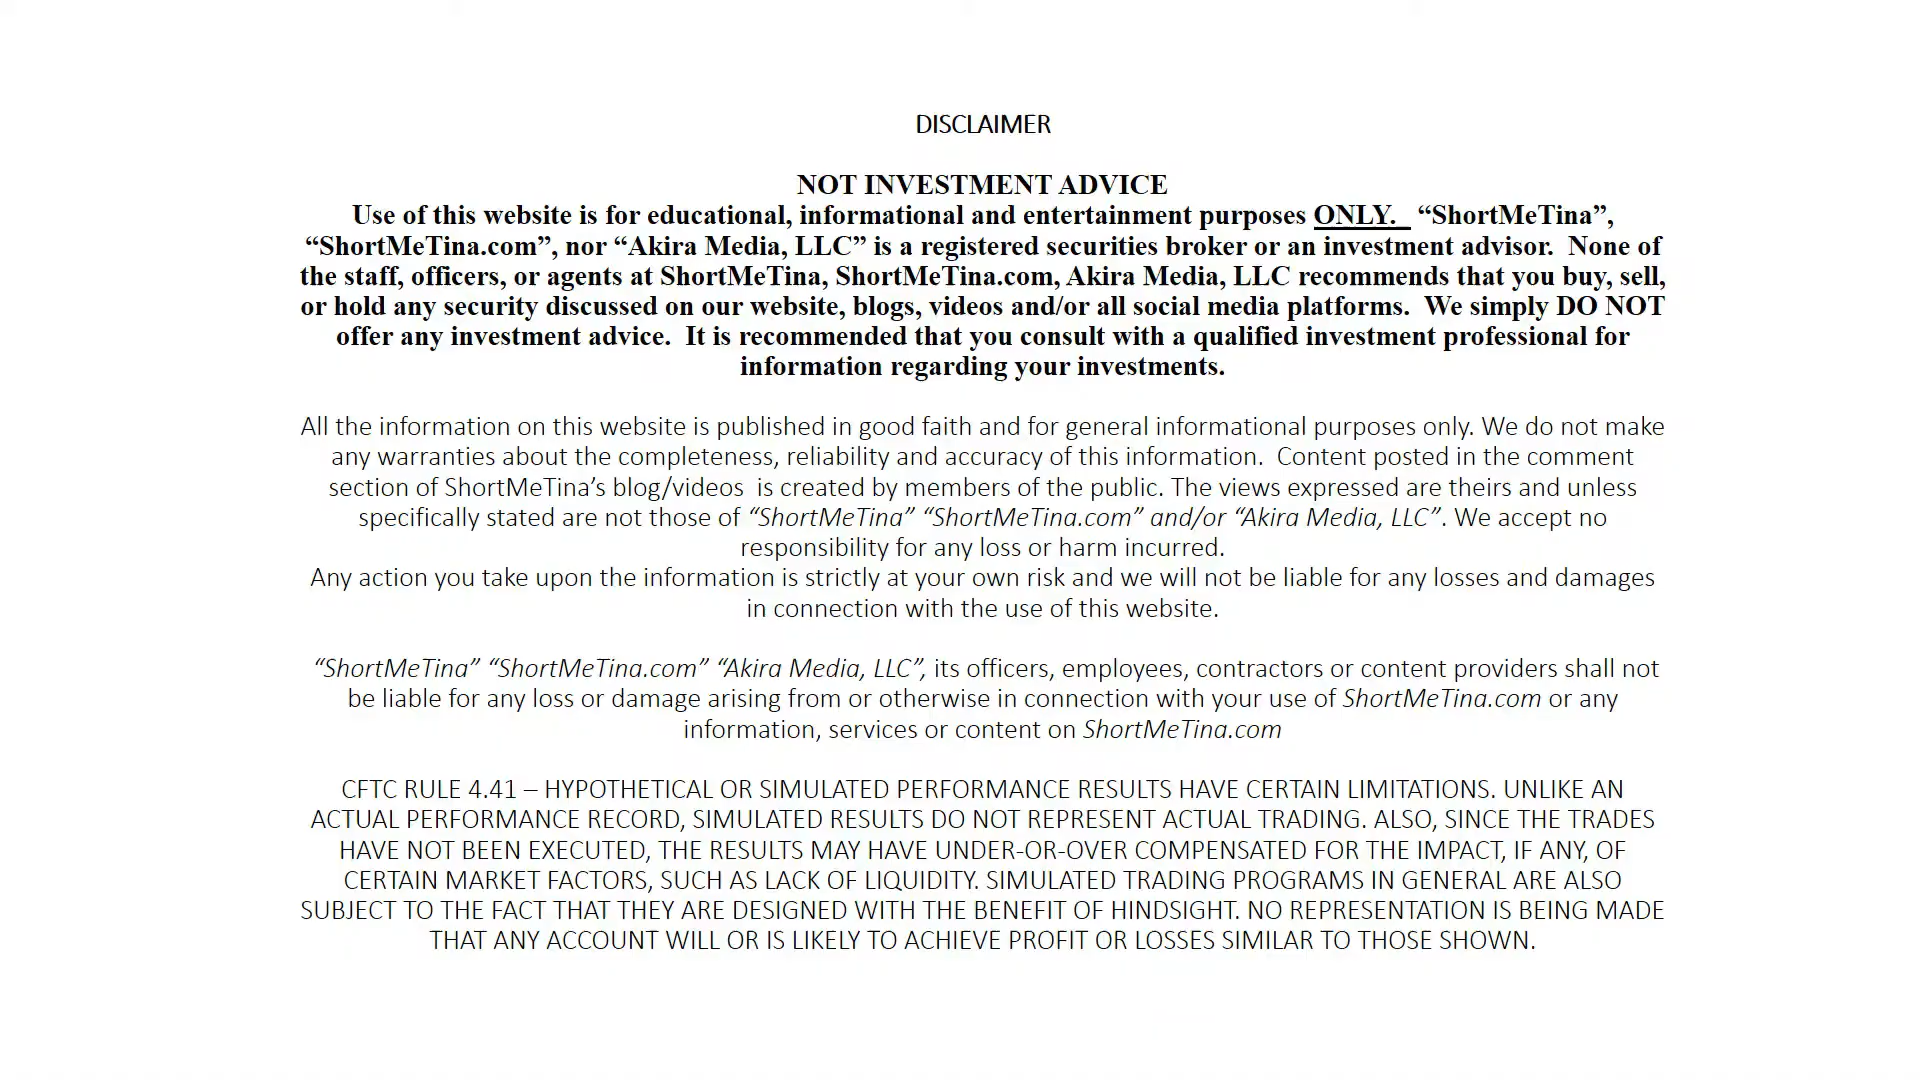 DISCLAIMER
NOT INVESTMENT ADVICE
Use of this website is for educational, informational and entertainment purposes ONLY. “ShortMeTina”,
“ShortMeTina.com”, nor “Akira Media, LLC” is a registered securities broker or an investment advisor. None of
the staff, officers, or agents at ShortMeTina, ShortMeTina.com, Akira Media, LLC recommends that you buy, sell,
or hold any security discussed on our website, blogs, videos and/or all social media platforms. We simply DO NOT
offer any investment advice. It is recommended that you consult with a qualified investment professional for
information regarding your investments.
All the information on this website is published in good faith and for general informational purposes only. We do not make
any warranties about the completeness, reliability and accuracy of this information. Content posted in the comment
section of ShortMeTina’s blog/videos is created by members of the public. The views expressed are theirs and unless
specifically stated are not those of “ShortMeTina” “ShortMeTina.com” and/or “Akira Media, LLC”. We accept no
responsibility for any loss or harm incurred.
Any action you take upon the information is strictly at your own risk and we will not be liable for any losses and damages
in connection with the use of this website.
“ShortMeTina” “ShortMeTina.com” “Akira Media, LLC”, its officers, employees, contractors or content providers shall not
be liable for any loss or damage arising from or otherwise in connection with your use of ShortMeTina.com or any
information, services or content on ShortMeTina.com
CFTC RULE 4.41 – HYPOTHETICAL OR SIMULATED PERFORMANCE RESULTS HAVE CERTAIN LIMITATIONS. UNLIKE AN
ACTUAL PERFORMANCE RECORD, SIMULATED RESULTS DO NOT REPRESENT ACTUAL TRADING. ALSO, SINCE THE TRADES
HAVE NOT BEEN EXECUTED, THE RESULTS MAY HAVE UNDER-OR-OVER COMPENSATED FOR THE IMPACT, IF ANY, OF
CERTAIN MARKET FACTORS, SUCH AS LACK OF LIQUIDITY. SIMULATED TRADING PROGRAMS IN GENERAL ARE ALSO
SUBJECT TO THE FACT THAT THEY ARE DESIGNED WITH THE BENEFIT OF HINDSIGHT. NO REPRESENTATION IS BEING MADE
THAT ANY ACCOUNT WILL OR IS LIKELY TO ACHIEVE PROFIT OR LOSSES SIMILAR TO THOSE SHOWN.